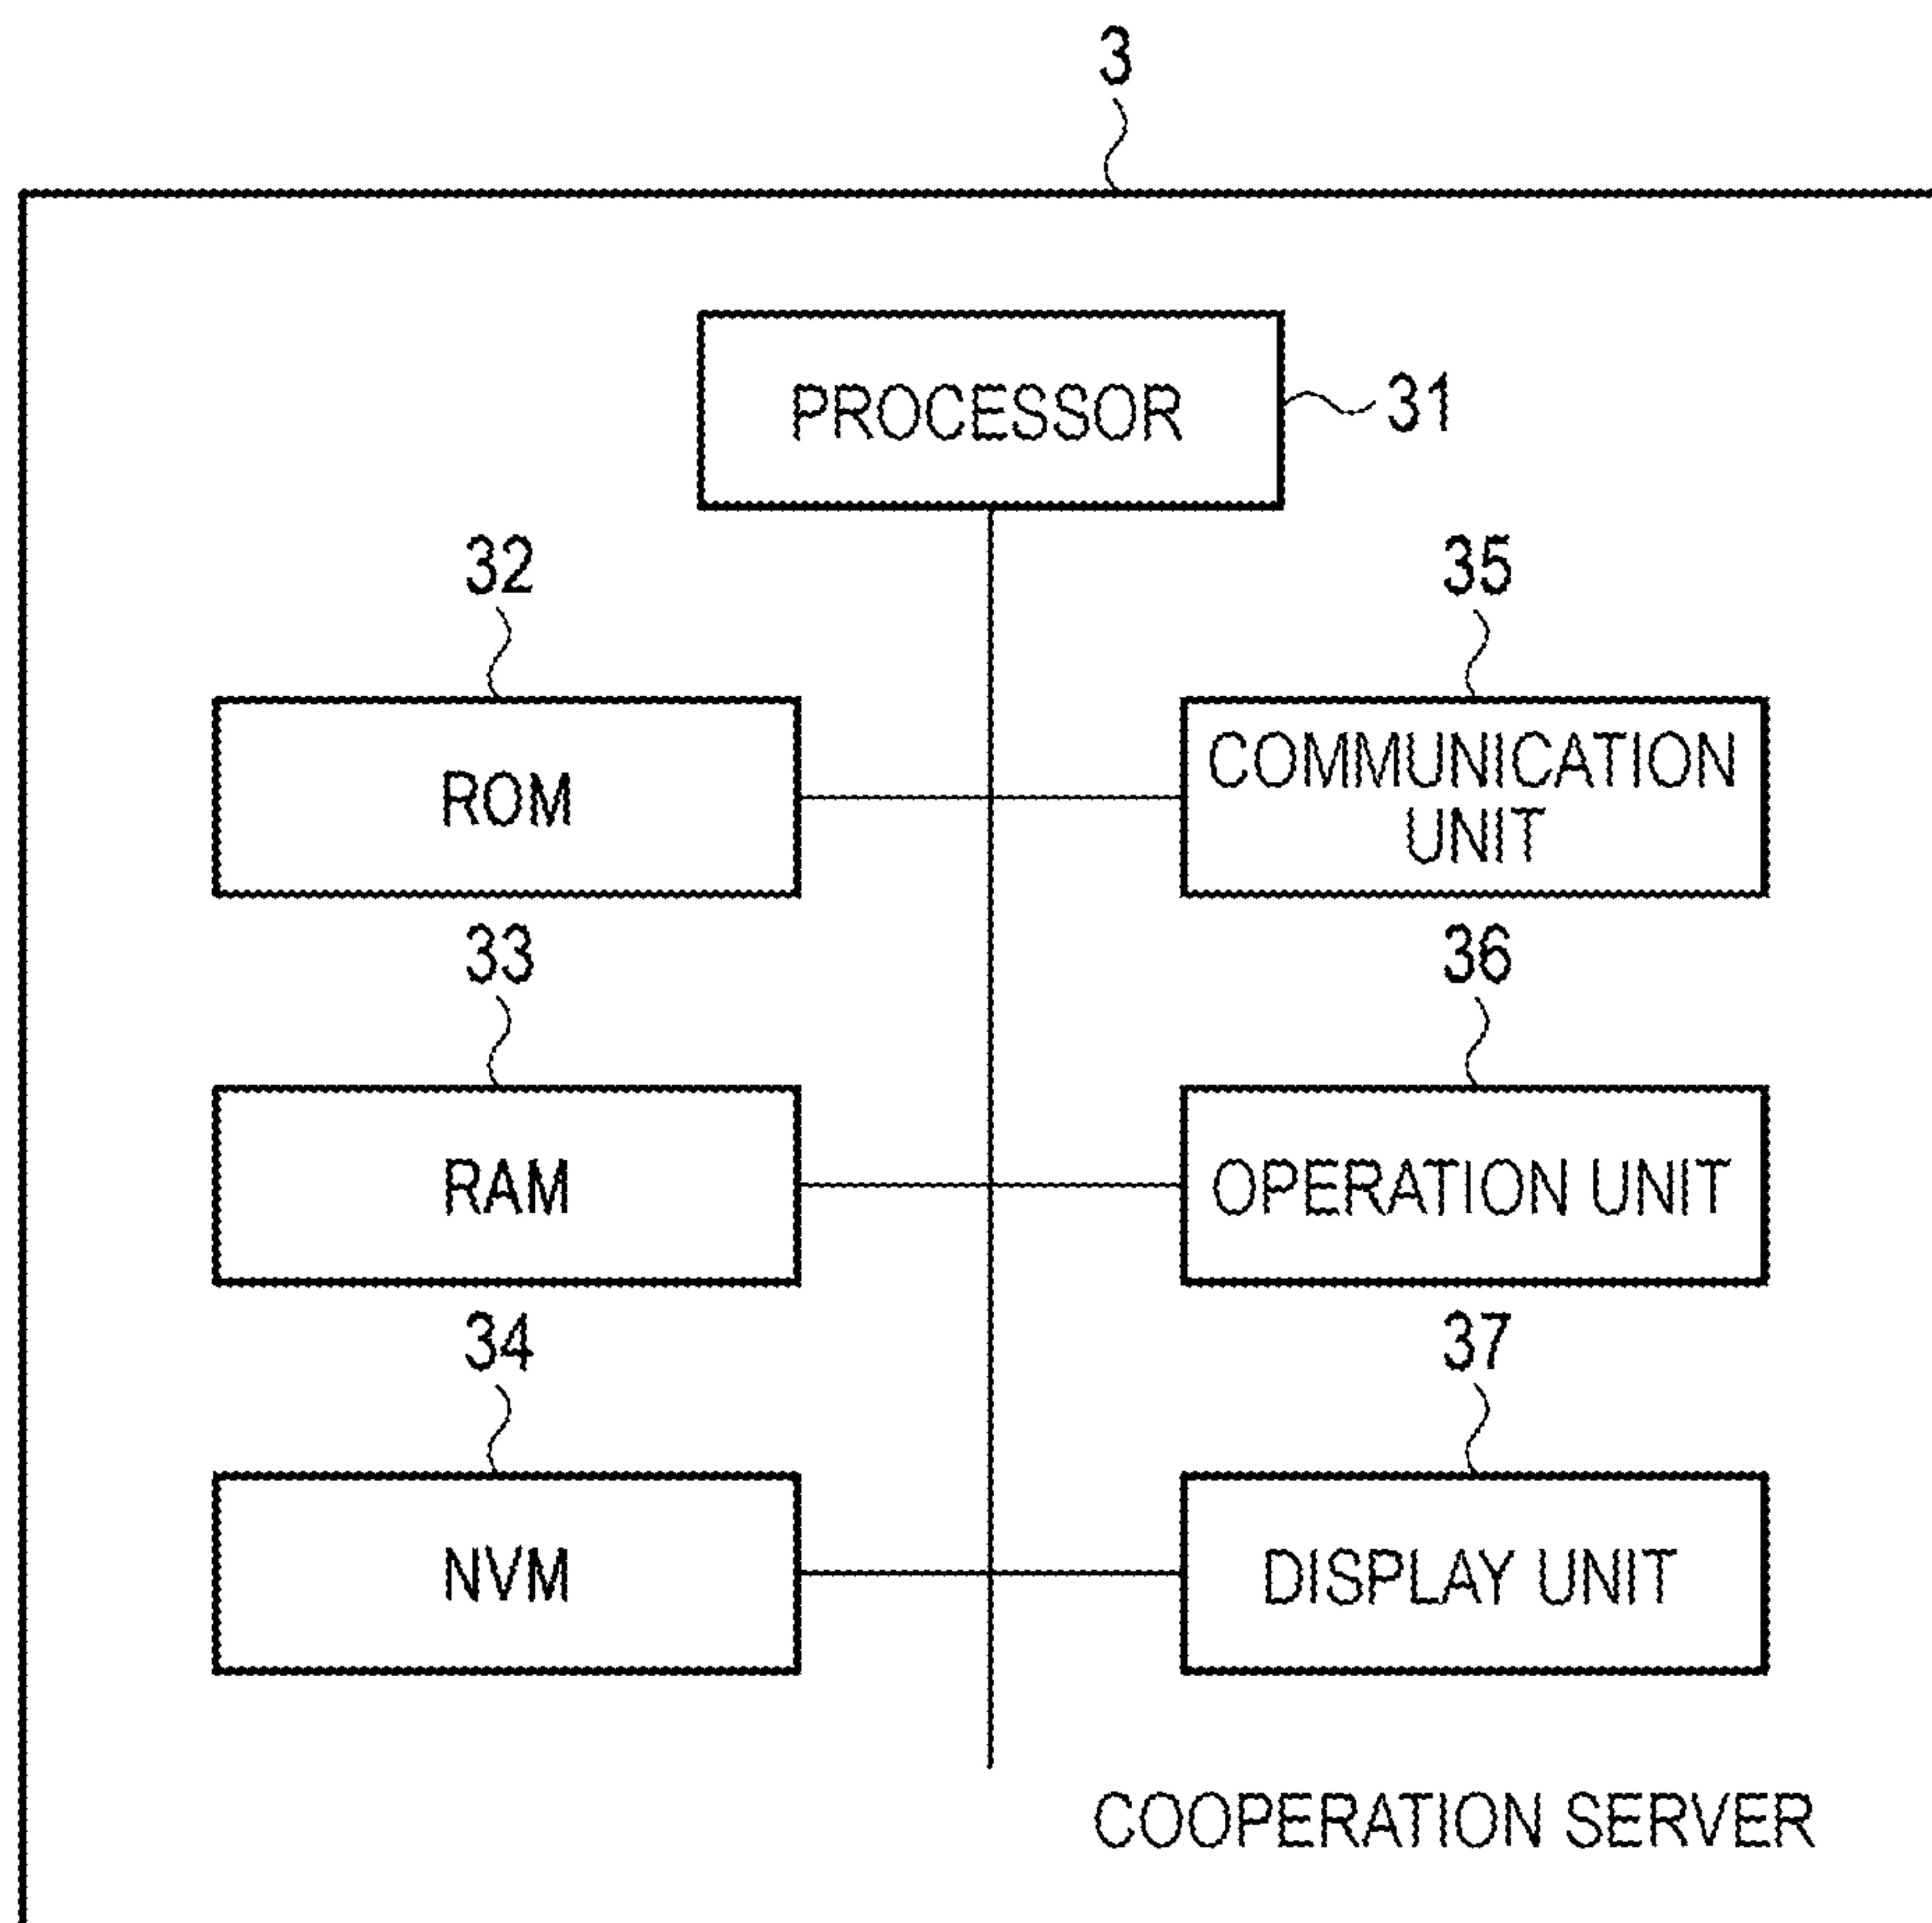 3
PROCESSOR
31
32
35
ROM
COMMUNICATION
UNIT
33
36
RAM
OPERATION UNIT
34
37
NVM
DISPLAY UNIT
COOPERATION SERVER